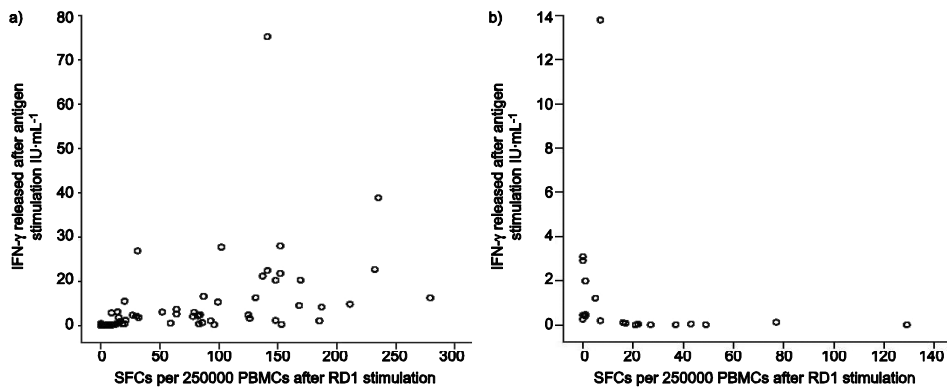 a)
80
70
60
50
40
30
20
10
0
IFN-γ released after antigen
stimulation IU·mL-1
0 50 100 150 200 250 300
SFCs per 250000 PBMCs after RD1 stimulation
b)
14
12
10
8
6
4
2
0
IFN-γ released after antigen
stimulation IU·mL-1
0 20 40 60 80 100 120 140
SFCs per 250000 PBMCs after RD1 stimulation